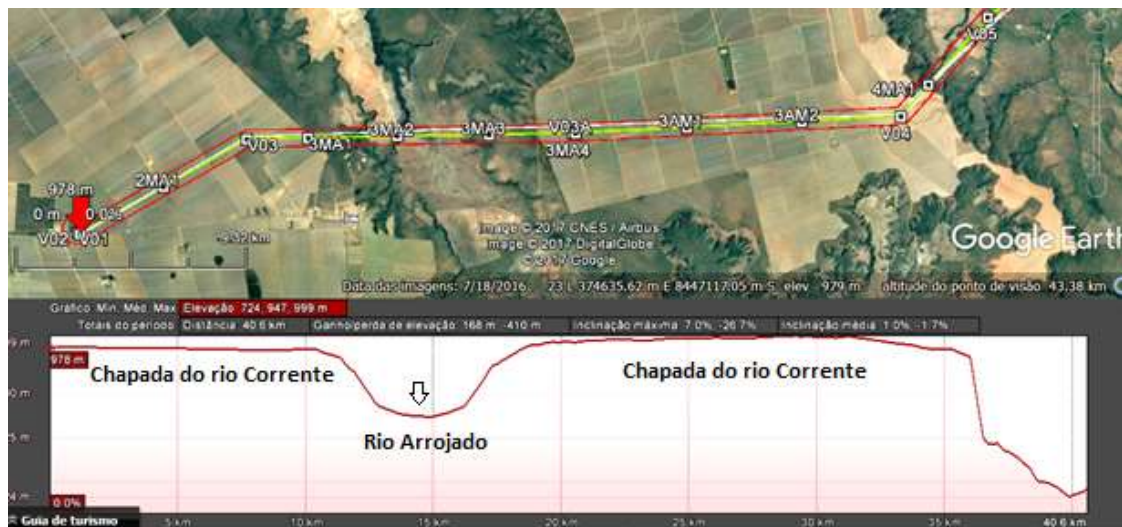 V05
4MA1
3MA2 3MA3 V03A 3AM1 3AM2
V03 3MA1 3MA4 V04
2MA1
978 m
0 m
V02 V01
Image © 2017 CNES / Airbus
Image © 2017 DigitalGlobe
© 2017 Google
Google Earth
Data das imagens: 7/18/2016 23 L 374635.62 m E 8447117.05 m S elev 979 m altitude do ponto de visão 43.38 km
Gráfico Mín, Méd, Máx Elevação 724, 947, 999 m
Totais do período Distância 40.6 km Ganho/perda de elevação 168 m -410 m Inclinação máxima 7.0%, -26.7% Inclinação média 1.0%, -1.7%
978 m
Chapada do rio Corrente Chapada do rio Corrente
Rio Arrojado
0.0%
Guia de turismo 5 km 10 km 15 km 20 km 25 km 30 km 35 km 40.6 km